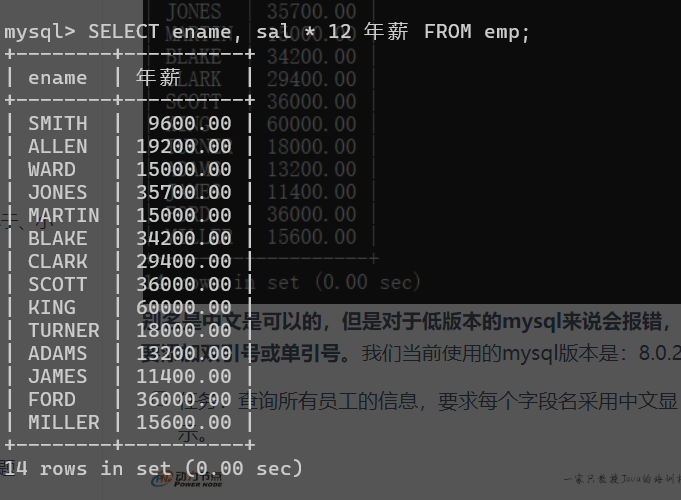 mysql> SELECT ename, sal * 12 年薪 FROM emp;
+---------+----------+
| ename   | 年薪     |
+---------+----------+
| SMITH   |  9600.00 |
| ALLEN   | 19200.00 |
| WARD    | 15000.00 |
| JONES   | 35700.00 |
| MARTIN  | 15000.00 |
| BLAKE   | 34200.00 |
| CLARK   | 29400.00 |
| SCOTT   | 36000.00 |
| KING    | 60000.00 |
| TURNER  | 18000.00 |
| ADAMS   | 13200.00 |
| JAMES   | 11400.00 |
| FORD    | 36000.00 |
| MILLER  | 15600.00 |
+---------+----------+
14 rows in set (0.00 sec)
JONES | 35700.00 |
34200.00 |
29400.00 |
36000.00 |
60000.00 |
18000.00 |
13200.00 |
11400.00 |
36000.00 |
15600.00 |
in set (0.00 sec)
别名是中文是可以的，但是对于低版本的mysql来说会报错，
号或单引号。我们当前使用的mysql版本是：8.0.2
查询所有员工的信息，要求每个字段名采用中文显
示。
动力节点
POWER NODE
一家只教授Java的培训